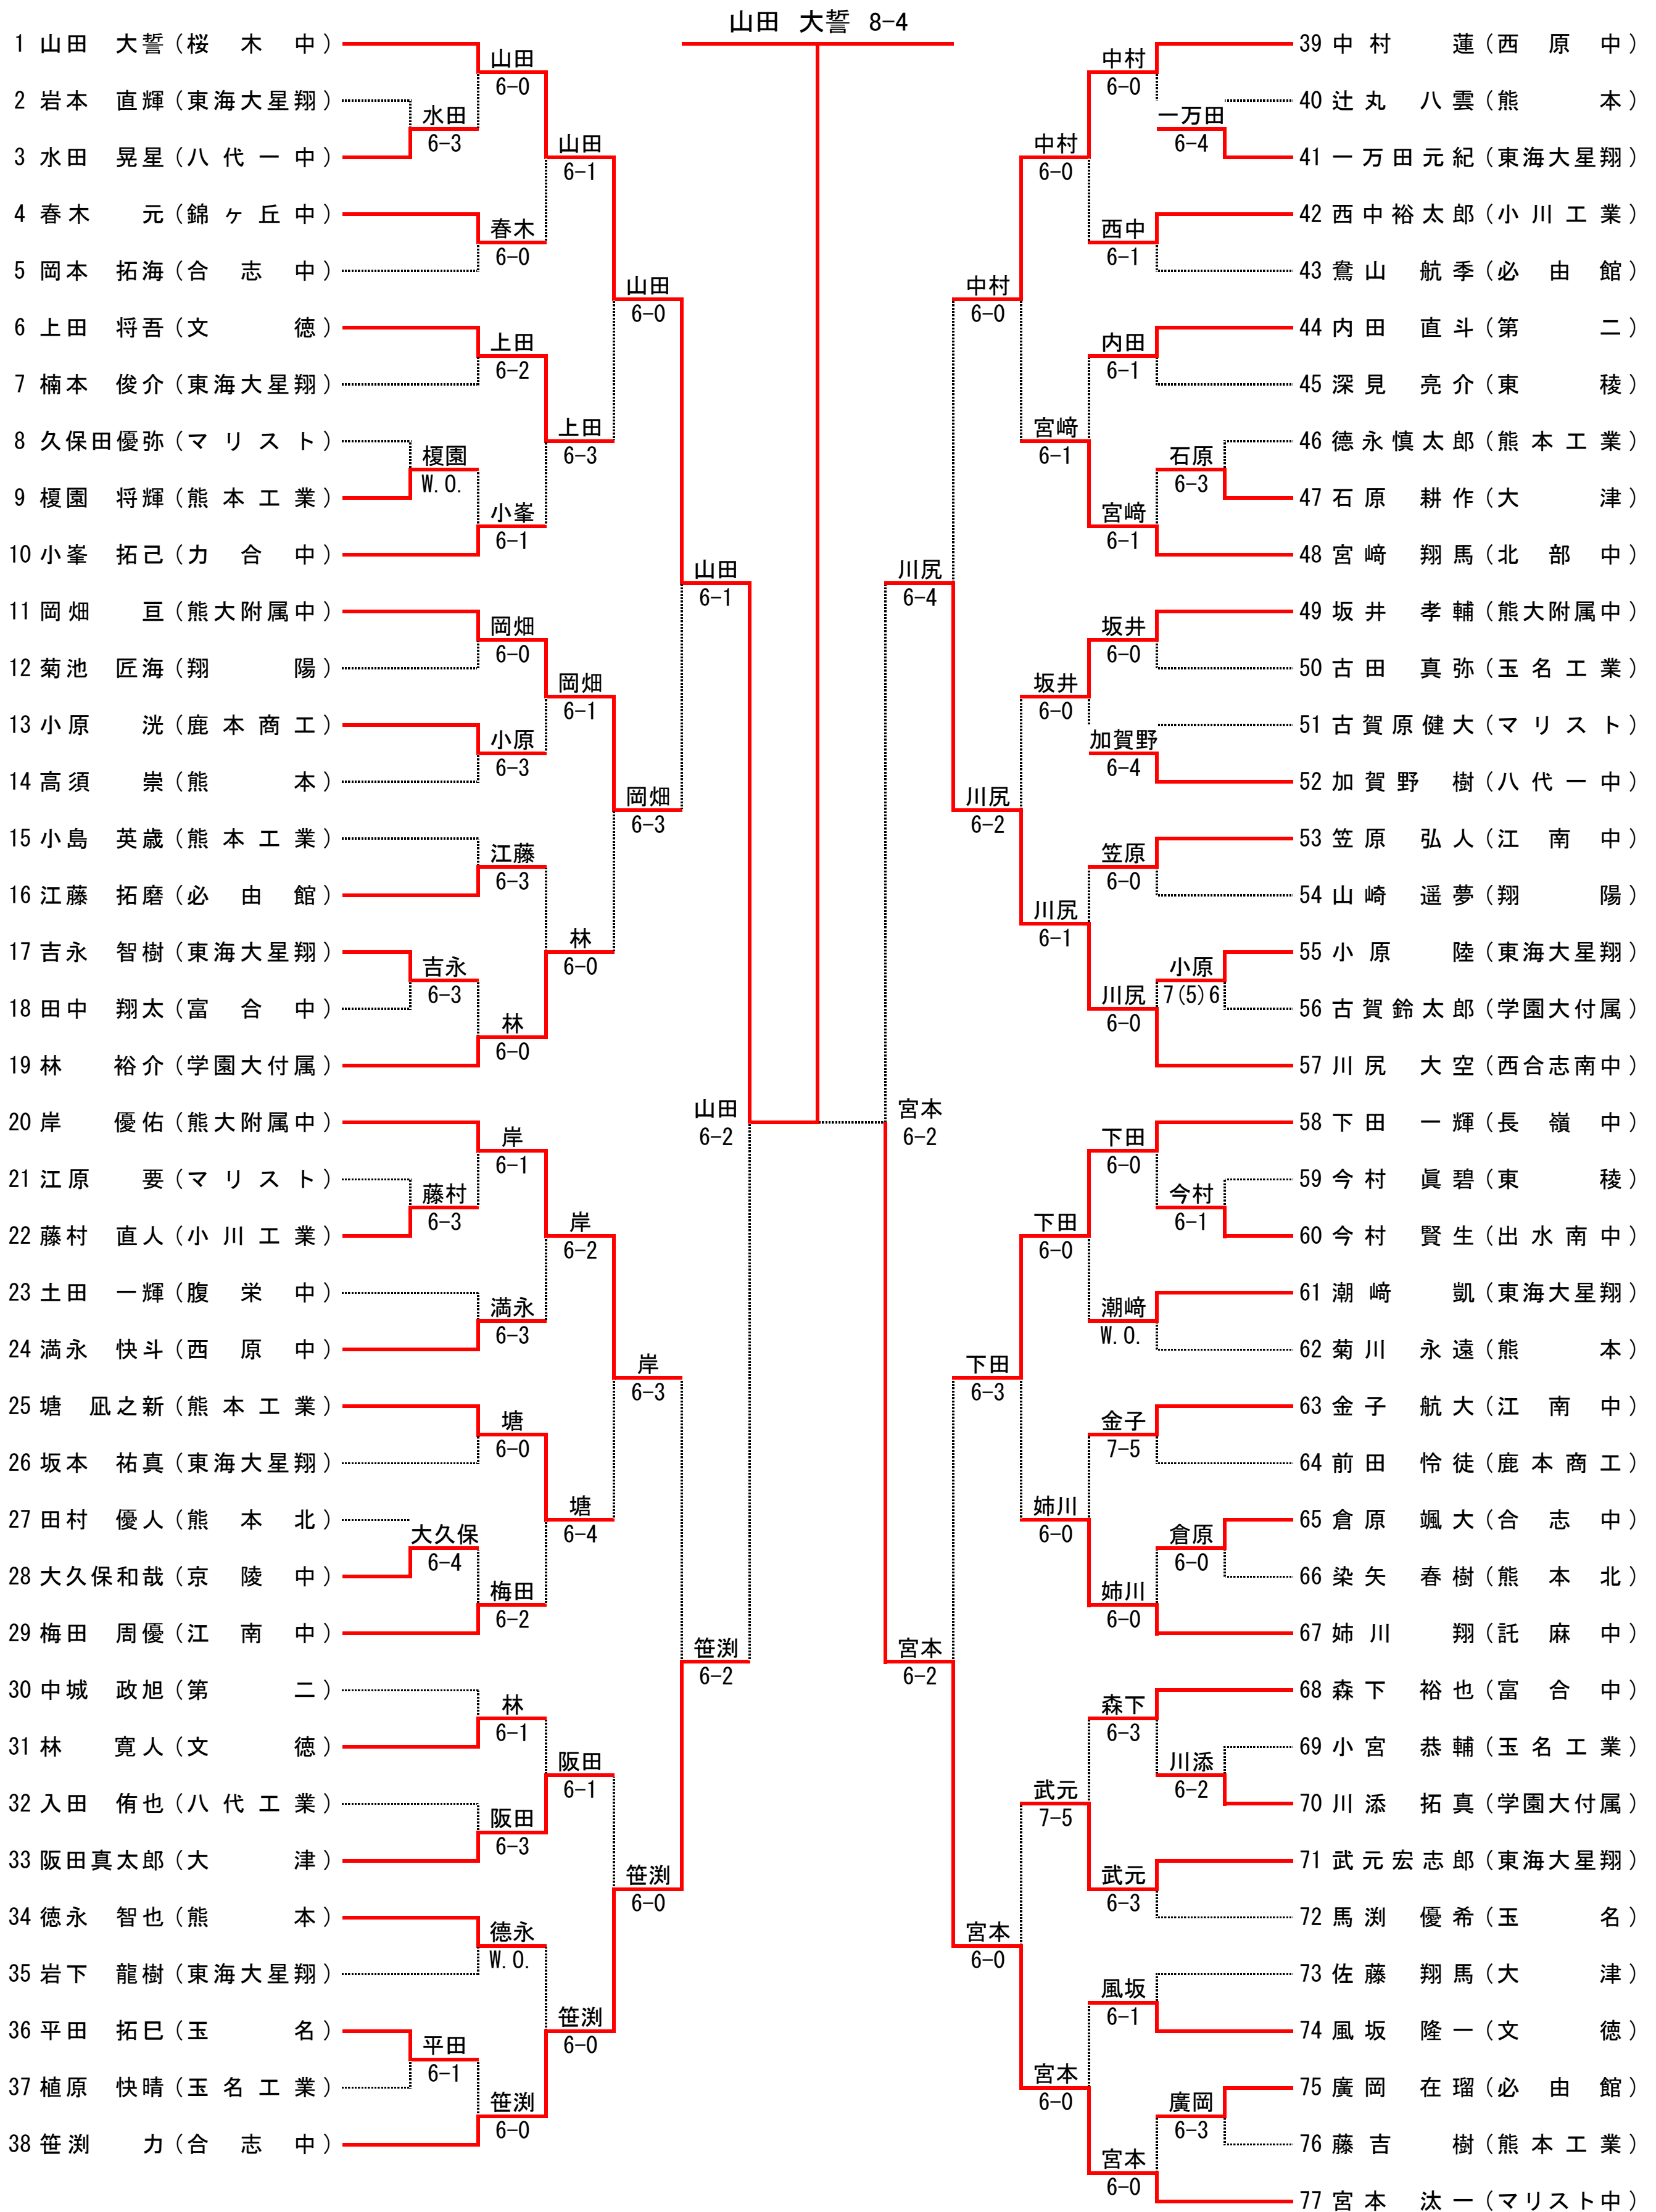 山田 大誓 8-4
1 山田 大誓 (桜木中)
2 岩本 直輝 (東海大星翔)
3 水田 晃星 (八代一中)
4 春木 元 (錦ヶ丘中)
5 岡本 拓海 (合志中)
6 上田 将吾 (文徳)
7 楠本 俊介 (東海大星翔)
8 久保田優弥 (マリスト)
9 榎園 将輝 (熊本工業)
10 小峯 拓己 (力合中)
11 岡畑 亘 (熊大附属中)
12 菊池 匠海 (翔陽)
13 小原 洸 (鹿本商工)
14 高須 崇 (熊本)
15 小島 英歳 (熊本工業)
16 江藤 拓磨 (必由館)
17 吉永 智樹 (東海大星翔)
18 田中 翔太 (富合中)
19 林 裕介 (学園大付属)
20 岸 優佑 (熊大附属中)
21 江原 要 (マリスト)
22 藤村 直人 (小川工業)
23 土田 一輝 (腹栄中)
24 満永 快斗 (西原中)
25 塘 凪之新 (熊本工業)
26 坂本 祐真 (東海大星翔)
27 田村 優人 (熊本北)
28 大久保和哉 (京陵中)
29 梅田 周優 (江南中)
30 中城 政旭 (第二)
31 林 寛人 (文徳)
32 入田 侑也 (八代工業)
33 阪田真太郎 (大津)
34 徳永 智也 (熊本)
35 岩下 龍樹 (東海大星翔)
36 平田 拓巳 (玉名)
37 植原 快晴 (玉名工業)
38 笹渕 力 (合志中)
水田
6-3
榎園
W.O.
吉永
6-3
藤村
6-3
大久保
6-4
平田
6-1
山田
6-0
春木
6-0
上田
6-2
小峯
6-1
岡畑
6-0
小原
6-3
江藤
6-3
林
6-0
岸
6-1
満永
6-3
塘
6-0
梅田
6-2
林
6-1
阪田
6-3
徳永
W.O.
笹渕
6-0
山田
6-1
上田
6-3
岡畑
6-1
林
6-0
岸
6-2
塘
6-4
阪田
6-1
笹渕
6-0
山田
6-0
岡畑
6-3
岸
6-3
笹渕
6-0
山田
6-1
笹渕
6-2
山田
6-2
宮本
6-2
川尻
6-4
宮本
6-2
中村
6-0
川尻
6-2
下田
6-3
宮本
6-0
中村
6-0
宮﨑
6-1
坂井
6-0
川尻
6-1
下田
6-0
姉川
6-0
武元
7-5
宮本
6-0
中村
6-0
西中
6-1
内田
6-1
宮﨑
6-1
坂井
6-0
加賀野
6-4
笠原
6-0
川尻
6-0
下田
6-0
潮﨑
W.O.
金子
7-5
姉川
6-0
森下
6-3
武元
6-3
風坂
6-1
宮本
6-0
一万田
6-4
石原
6-3
小原
7(5)6
今村
6-1
倉原
6-0
川添
6-2
廣岡
6-3
39 中村 蓮 (西原中)
40 辻丸 八雲 (熊本)
41 一万田元紀 (東海大星翔)
42 西中裕太郎 (小川工業)
43 鴦山 航季 (必由館)
44 内田 直斗 (第二)
45 深見 亮介 (東稜)
46 德永慎太郎 (熊本工業)
47 石原 耕作 (大津)
48 宮﨑 翔馬 (北部中)
49 坂井 孝輔 (熊大附属中)
50 古田 真弥 (玉名工業)
51 古賀原健大 (マリスト)
52 加賀野 樹 (八代一中)
53 笠原 弘人 (江南中)
54 山崎 遥夢 (翔陽)
55 小原 陸 (東海大星翔)
56 古賀鈴太郎 (学園大付属)
57 川尻 大空 (西合志南中)
58 下田 一輝 (長嶺中)
59 今村 眞碧 (東稜)
60 今村 賢生 (出水南中)
61 潮﨑 凱 (東海大星翔)
62 菊川 永遠 (熊本)
63 金子 航大 (江南中)
64 前田 怜徒 (鹿本商工)
65 倉原 颯大 (合志中)
66 染矢 春樹 (熊本北)
67 姉川 翔 (託麻中)
68 森下 裕也 (富合中)
69 小宮 恭輔 (玉名工業)
70 川添 拓真 (学園大付属)
71 武元宏志郎 (東海大星翔)
72 馬渕 優希 (玉名)
73 佐藤 翔馬 (大津)
74 風坂 隆一 (文徳)
75 廣岡 在瑠 (必由館)
76 藤吉 樹 (熊本工業)
77 宮本 汰一 (マリスト中)